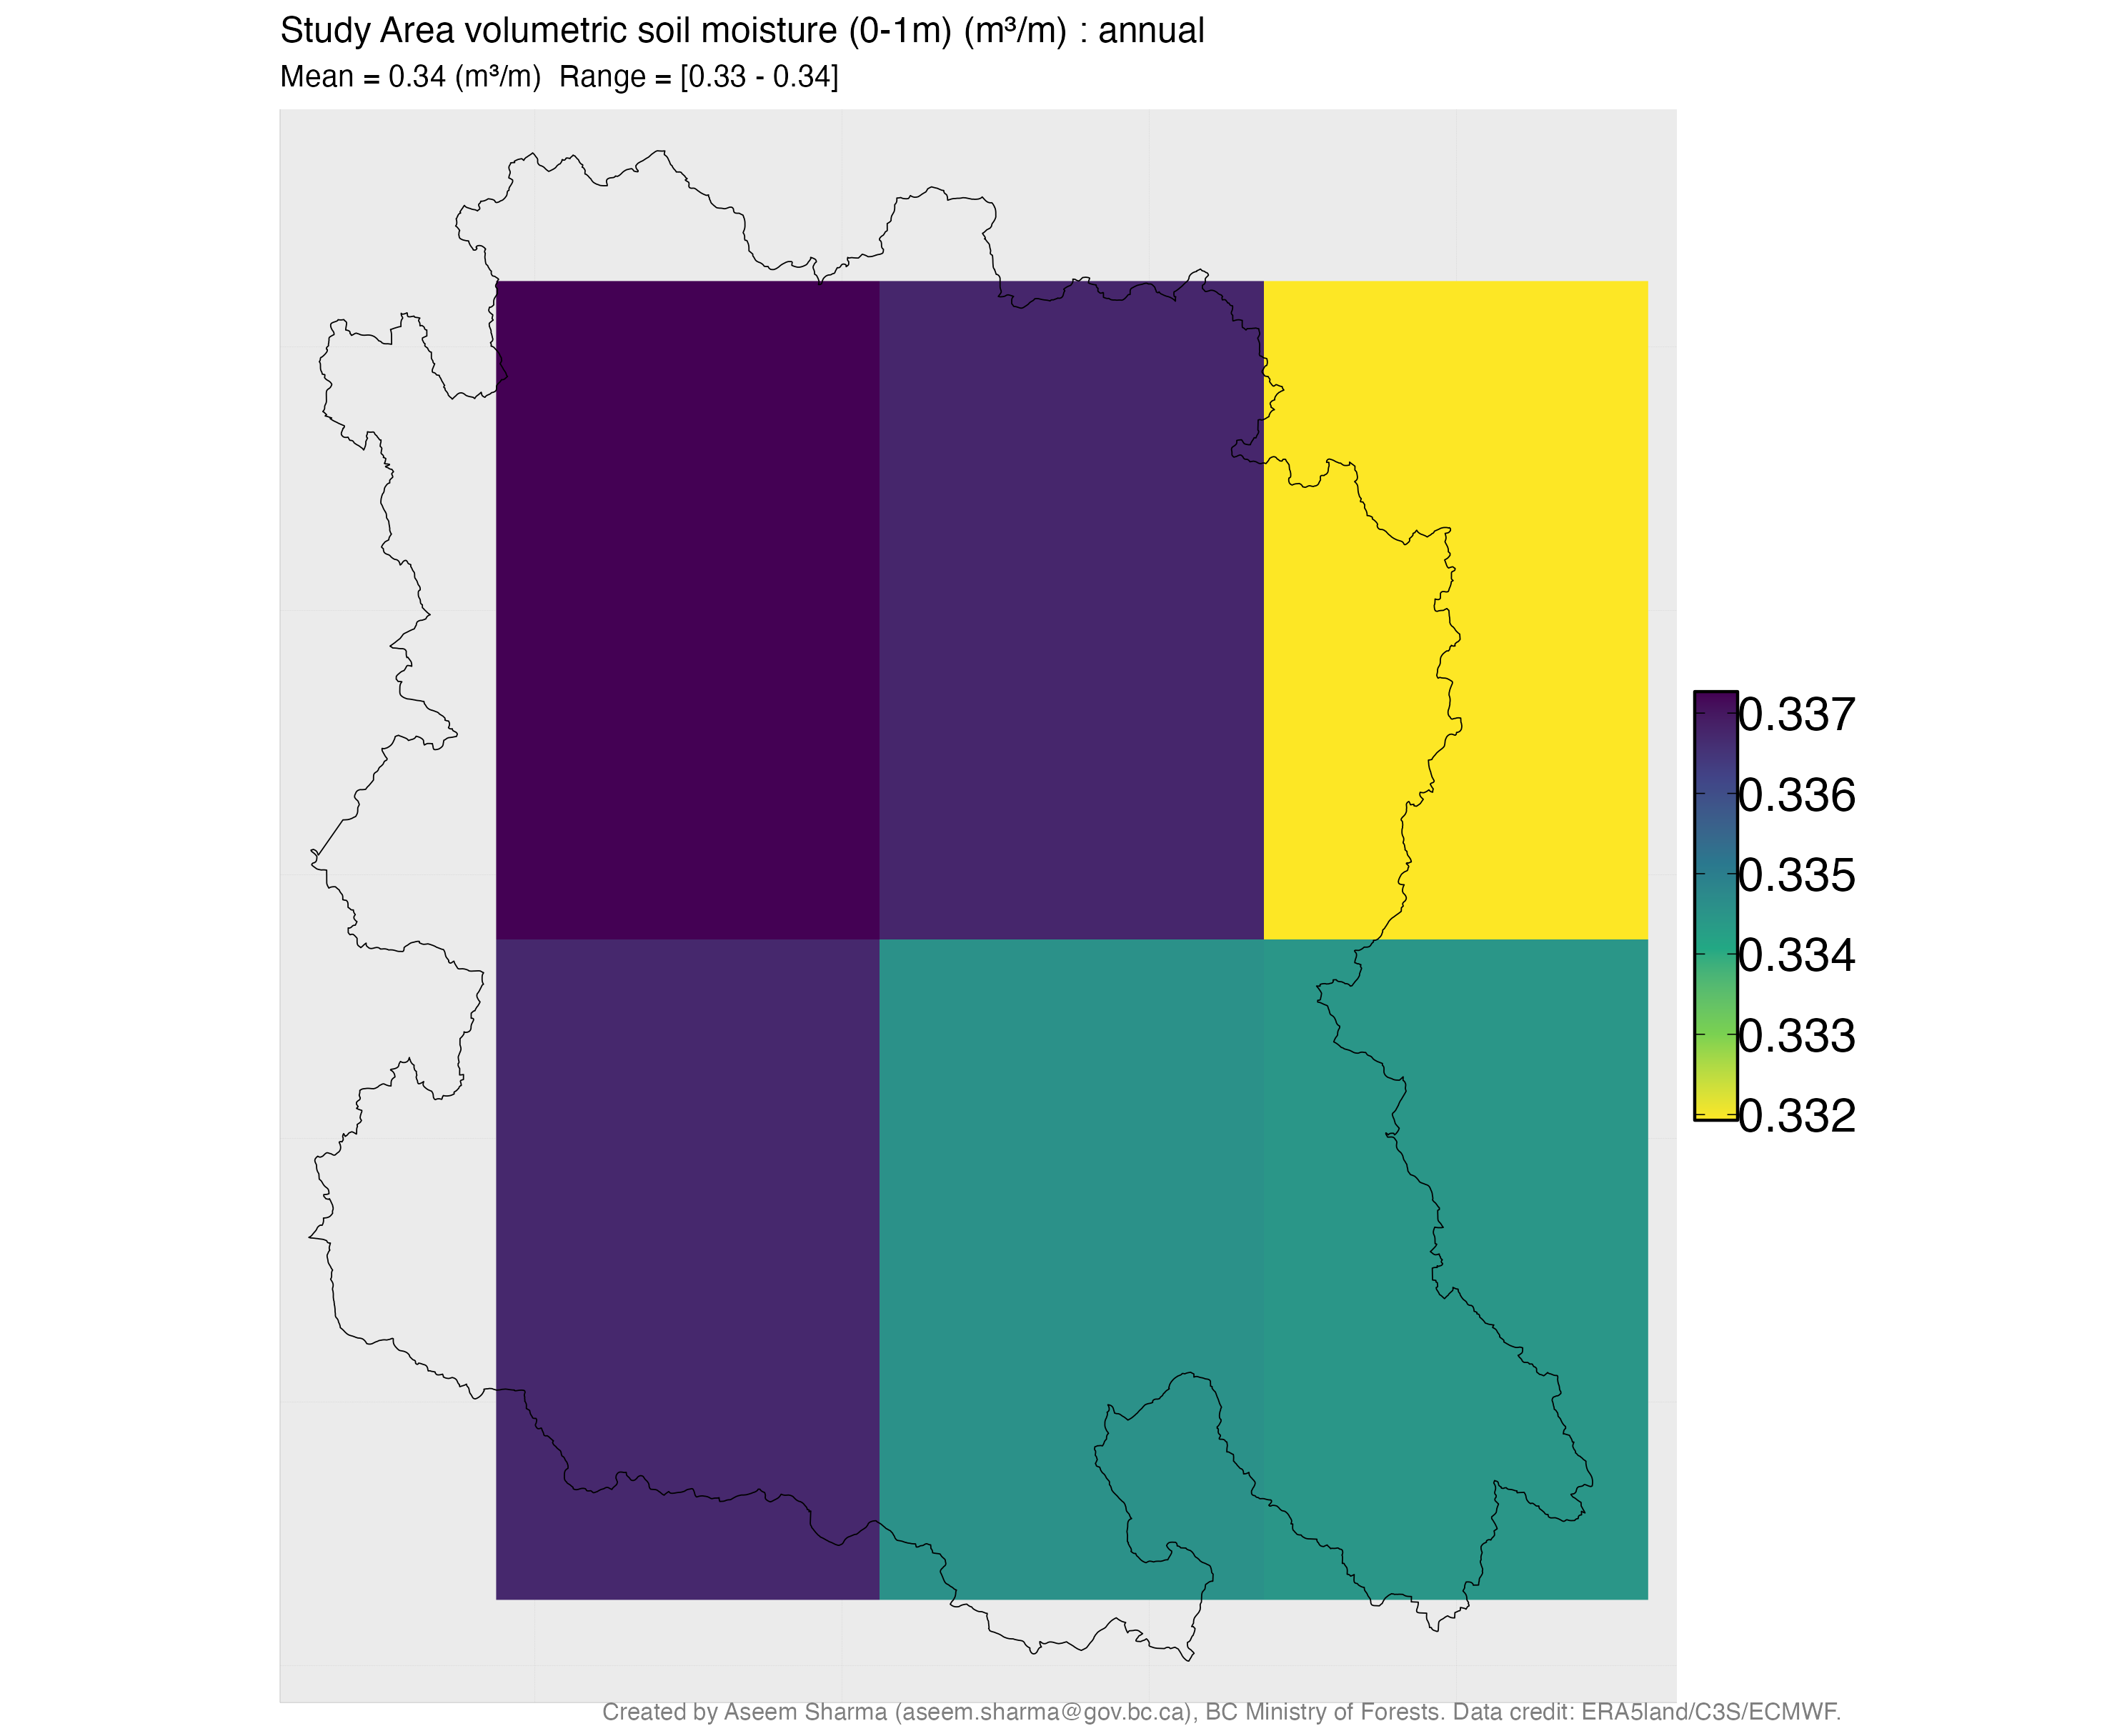 Study Area volumetric soil moisture (0-1m) (m³/m) : annual
Mean = 0.34 (m³/m)  Range = [0.33 - 0.34]
0.337
0.336
0.335
0.334
0.333
0.332
Created by Aseem Sharma (aseem.sharma@gov.bc.ca), BC Ministry of Forests. Data credit: ERA5land/C3S/ECMWF.